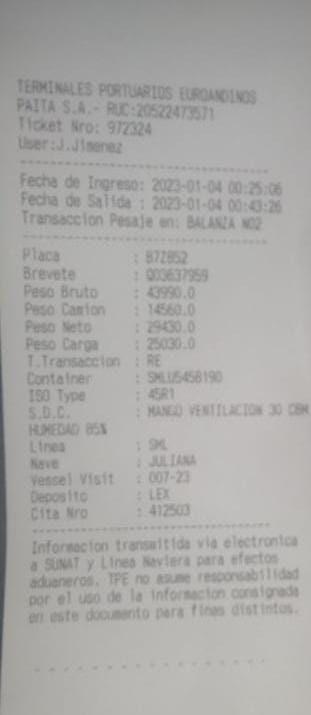 TERMINALES PORTUARIOS EUROANDINOS
PAITA S.A.- RUC:20522473571
Ticket Nro: 972324
User:J.Jimenez
Fecha de Ingreso: 2023-01-04 00:25:06
Fecha de Salida : 2023-01-04 00:43:26
Transaccion Pesaje en: BALANZA NO2
Placa : B7Z852
Brevete : Q03637959
Peso Bruto : 43990.0
Peso Camion : 14560.0
Peso Neto : 29430.0
Peso Carga : 25030.0
T.Transaccion : RE
Container : SMLU5458190
ISO Type : 45R1
S.D.C. : MANGO VENTILACION 30 CBM
HUMEDAD 85%
Linea : SML
Nave : JULIANA
Vessel Visit : 007-23
Deposito : LEX
Cita Nro : 412503
Informacion transmitida via electronica
a SUNAT y Linea Naviera para efectos
aduaneros. TPE no asume responsabilidad
por el uso de la informacion consignada
en este documento para fines distintos.